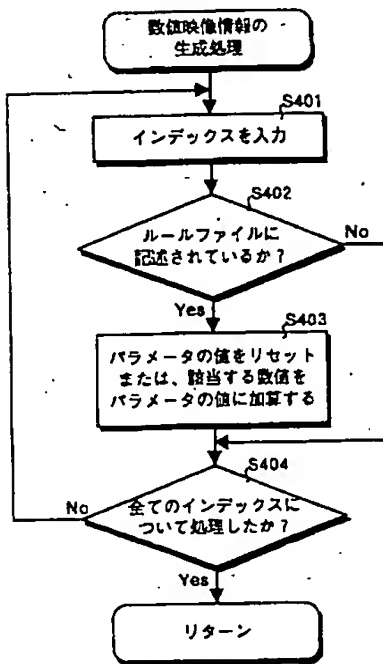 数値映像情報の
生成処理
S401
インデックスを入力
S402
ルールファイルに
記述されているか?
No
Yes
S403
パラメータの値をリセット
または、該当する数値を
パラメータの値に加算する
S404
全てのインデックスに
ついて処理したか?
No
Yes
リターン